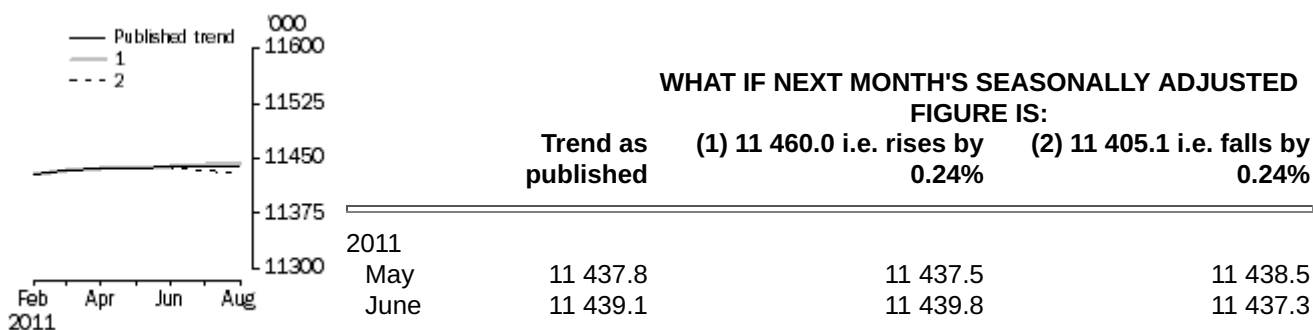 '000
Published trend
1
2
11600
11525
11450
11375
11300
Feb Apr Jun Aug
2011
WHAT IF NEXT MONTH'S SEASONALLY ADJUSTED
FIGURE IS:
Trend as (1) 11 460.0 i.e. rises by (2) 11 405.1 i.e. falls by
published 0.24% 0.24%
2011
May 11 437.8 11 437.5 11 438.5
June 11 439.1 11 439.8 11 437.3